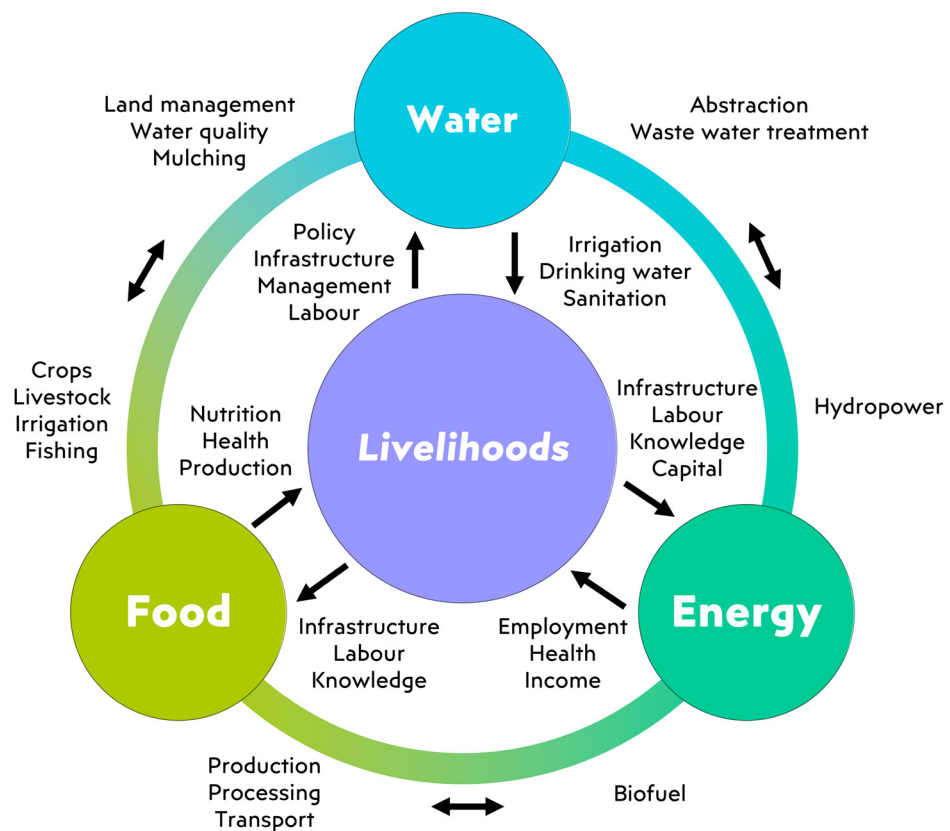 Water
Land management
Water quality
Mulching
Abstraction
Waste water treatment
Policy
Infrastructure
Management
Labour
Irrigation
Drinking water
Sanitation
Crops
Livestock
Irrigation
Fishing
Nutrition
Health
Production
Livelihoods
Infrastructure
Labour
Knowledge
Capital
Hydropower
Food
Infrastructure
Labour
Knowledge
Employment
Health
Income
Energy
Production
Processing
Transport
Biofuel